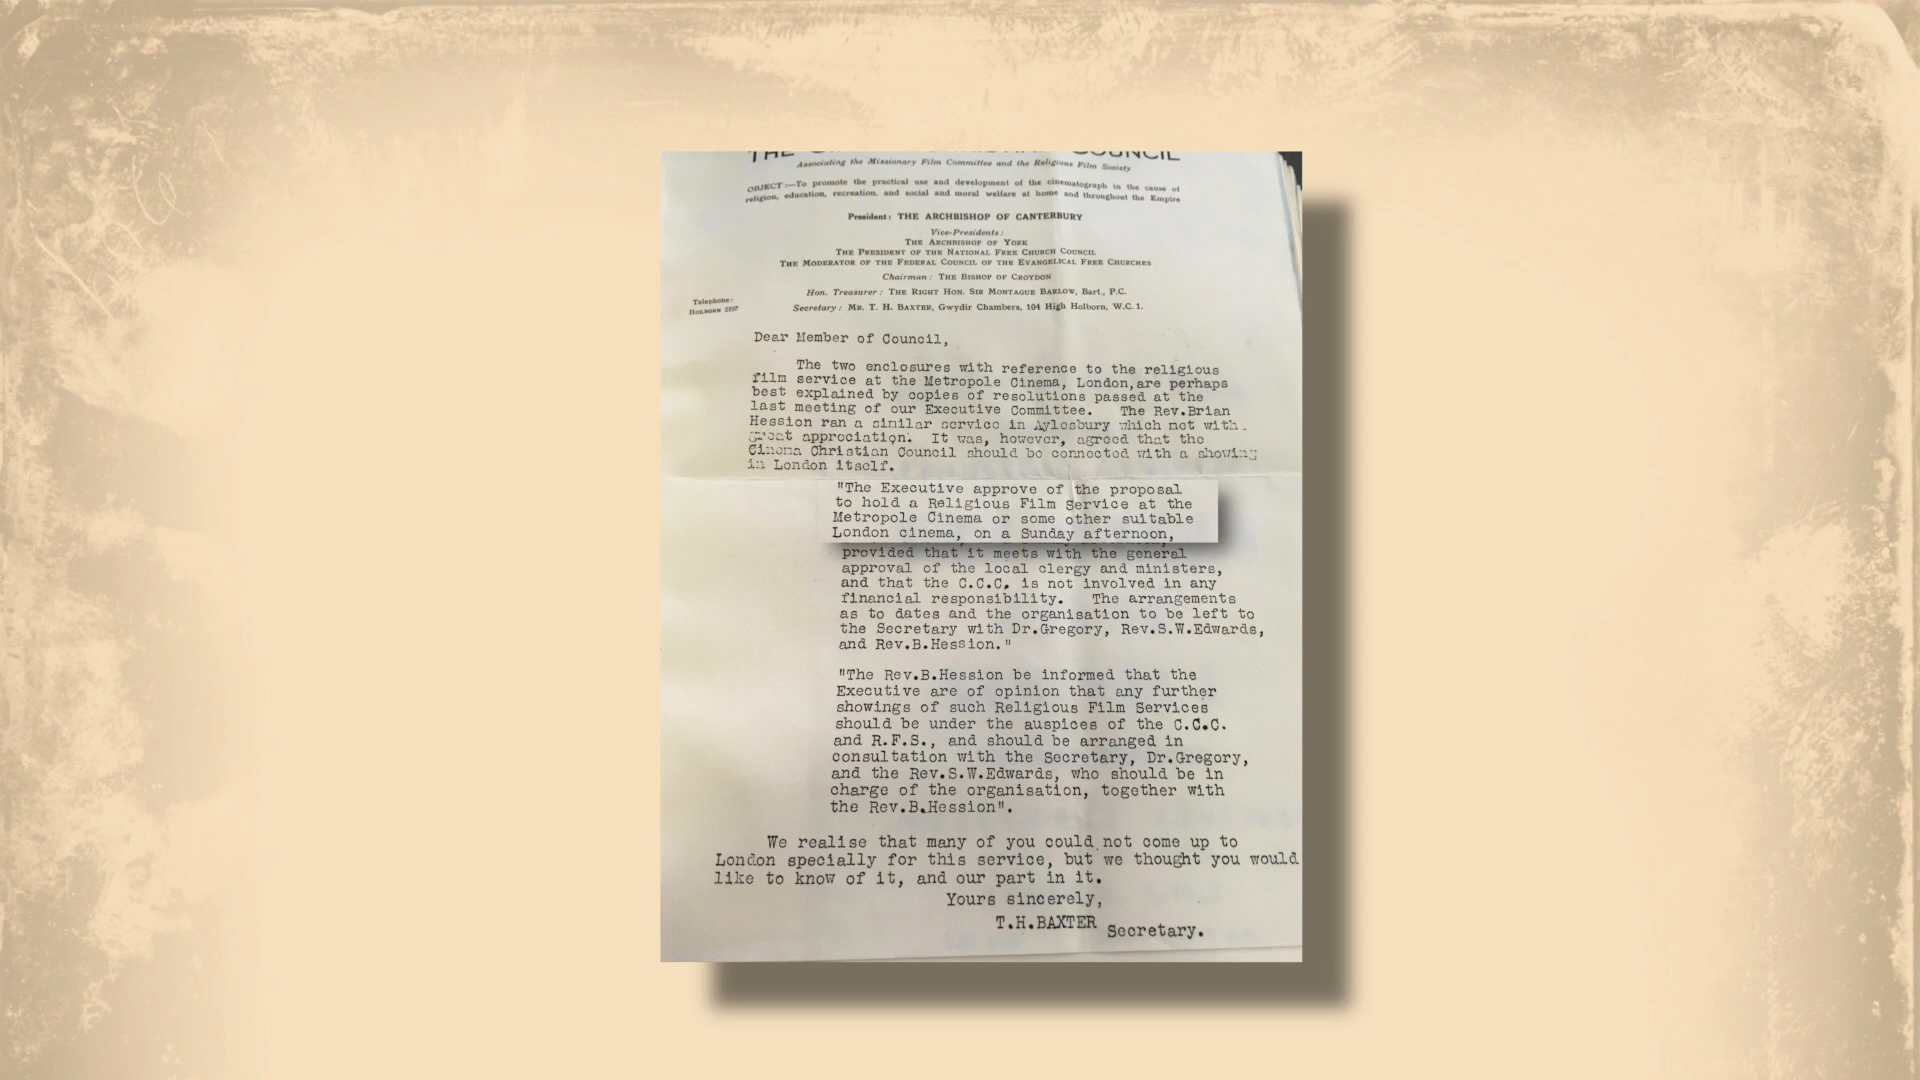 THE COUNCIL
Associating the Missionary Film Committee and the Religious Film Society
OBJECT:—To promote the practical use and development of the cinematograph in the cause of
religion, education, recreation, and social and moral welfare at home and throughout the Empire
President: THE ARCHBISHOP OF CANTERBURY
Vice-Presidents:
THE ARCHBISHOP OF YORK
THE PRESIDENT OF THE NATIONAL FREE CHURCH COUNCIL
THE MODERATOR OF THE FEDERAL COUNCIL OF THE EVANGELICAL FREE CHURCHES
Chairman: THE BISHOP OF CROYDON
Hon. Treasurer: THE RIGHT HON. SIR MONTAGUE BARLOW, Bart., P.C.
Telephone:
HOLBORN 2197
Secretary: MR. T. H. BAXTER, Gwydir Chambers, 104 High Holborn, W.C.1.
Dear Member of Council,
The two enclosures with reference to the religious
film service at the Metropole Cinema, London,are perhaps
best explained by copies of resolutions passed at the
last meeting of our Executive Committee. The Rev.Brian
Hession ran a similar service in Aylesbury which met with
great appreciation. It was, however, agreed that the
Cinema Christian Council should be connected with a showing
in London itself.
"The Executive approve of the proposal
to hold a Religious Film Service at the
Metropole Cinema or some other suitable
London cinema, on a Sunday afternoon,
provided that it meets with the general
approval of the local clergy and ministers,
and that the C.C.C. is not involved in any
financial responsibility. The arrangements
as to dates and the organisation to be left to
the Secretary with Dr.Gregory, Rev.S.W.Edwards,
and Rev.B.Hession."
"The Rev.B.Hession be informed that the
Executive are of opinion that any further
showings of such Religious Film Services
should be under the auspices of the C.C.C.
and R.F.S., and should be arranged in
consultation with the Secretary, Dr.Gregory,
and the Rev.S.W.Edwards, who should be in
charge of the organisation, together with
the Rev.B.Hession".
We realise that many of you could not come up to
London specially for this service, but we thought you would
like to know of it, and our part in it.
Yours sincerely,
T.H.BAXTER
Secretary.